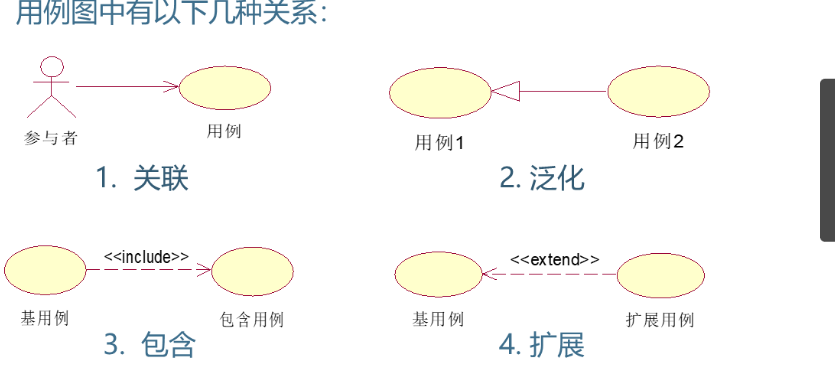 用例图中有以下几种关系：
参与者
用例
1. 关联
用例1
用例2
2. 泛化
<<include>>
基用例
包含用例
3. 包含
<<extend>>
基用例
扩展用例
4. 扩展